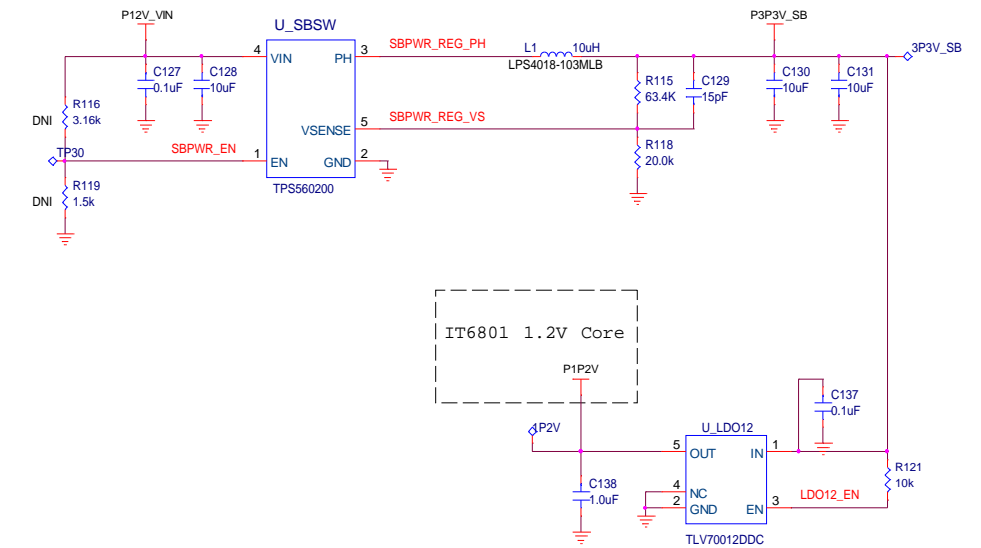 P12V_VIN
U_SBSW
P3P3V_SB
4
VIN
PH
3
SBPWR_REG_PH
L1
10uH
LPS4018-103MLB
3P3V_SB
C127
0.1uF
C128
10uF
R115
63.4K
C129
15pF
C130
10uF
C131
10uF
R116
3.16k
DNI
VSENSE
5
SBPWR_REG_VS
TP30
SBPWR_EN
1
EN
GND
2
R118
20.0k
TPS560200
R119
1.5k
DNI
IT6801 1.2V Core
P1P2V
C137
0.1uF
1P2V
U_LDO12
5
OUT
IN
1
C138
1.0uF
4
NC
2
GND
EN
3
LDO12_EN
R121
10k
TLV70012DDC